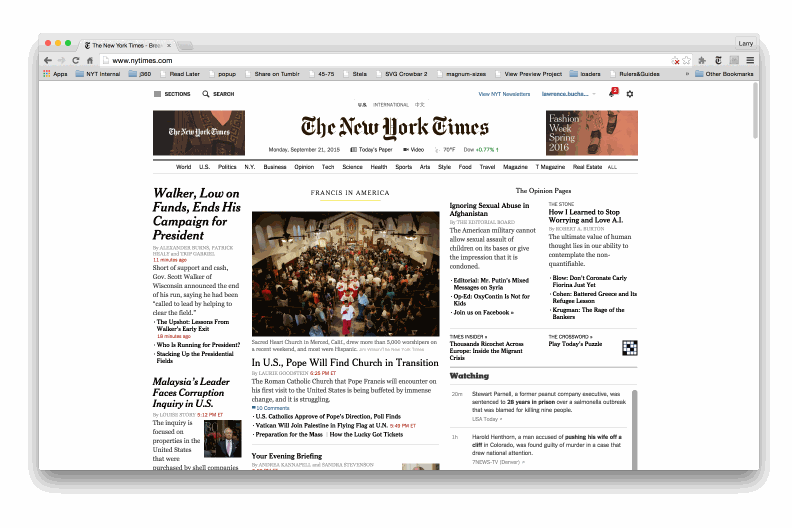 The New York Times - Brea
Larry
www.nytimes.com
Apps NYT Internal j360 Read Later popup Share on Tumblr 45-75 Stela SVG Crowbar 2 magnum-sizes View Preview Project loaders Rulers&Guides » Other Bookmarks
SECTIONS SEARCH
View NYT Newsletters lawrence.bucha...
U.S. INTERNATIONAL 中文
The New York Times
The New York Times
Fashion
Week
Spring
2016
Monday, September 21, 2015 Today's Paper Video 70°F Dow +0.77% ↑
World U.S. Politics N.Y. Business Opinion Tech Science Health Sports Arts Style Food Travel Magazine T Magazine Real Estate ALL
Walker, Low on
Funds, Ends His
Campaign for
President
By ALEXANDER BURNS, PATRICK
HEALY and TRIP GABRIEL
11 minutes ago
Short of support and cash,
Gov. Scott Walker of
Wisconsin announced the end
of his run, saying he had been
"called to lead by helping to
clear the field."
· The Upshot: Lessons From
Walker's Early Exit
18 minutes ago
· Who Is Running for President?
· Stacking Up the Presidential
Fields
Malaysia's Leader
Faces Corruption
Inquiry in U.S.
By LOUISE STORY 5:12 PM ET
The inquiry is
focused on
properties in the
United States
that were
purchased by shell companies
FRANCIS IN AMERICA
Sacred Heart Church in Merced, Calif., drew more than 5,000 worshipers on
a recent weekend, and most were Hispanic.
In U.S., Pope Will Find Church in Transition
By LAURIE GOODSTEIN 6:25 PM ET
The Roman Catholic Church that Pope Francis will encounter on
his first visit to the United States is being buffeted by immense
change, and it is struggling.
10 Comments
· U.S. Catholics Approve of Pope's Direction, Poll Finds
· Vatican Will Join Palestine in Flying Flag at U.N. 5:49 PM ET
· Preparation for the Mass | How the Lucky Got Tickets
Your Evening Briefing
By ANDREA KANNAPELL and SANDRA STEVENSON
The Opinion Pages
Ignoring Sexual Abuse in
Afghanistan
By THE EDITORIAL BOARD
The American military cannot
allow sexual assault of
children on its bases or give
the impression that it is
condoned.
· Editorial: Mr. Putin's Mixed
Messages on Syria
· Op-Ed: OxyContin Is Not for
Kids
· Join us on Facebook »
THE STONE
How I Learned to Stop
Worrying and Love A.I.
By ROBERT A. BURTON
The ultimate value of human
thought lies in our ability to
contemplate the non-
quantifiable.
· Blow: Don't Coronate Carly
Fiorina Just Yet
· Cohen: Battered Greece and Its
Refugee Lesson
· Krugman: The Rage of the
Bankers
TIMES INSIDER »
Thousands Ricochet Across
Europe: Inside the Migrant
Crisis
THE CROSSWORD »
Play Today's Puzzle
Watching
20m Stewart Parnell, a former peanut company executive, was
sentenced to 28 years in prison over a salmonella outbreak
that was blamed for killing nine people.
USA Today »
1h Harold Henthorn, a man accused of pushing his wife off a
cliff in Colorado, was found guilty of murder in a case that
drew national attention.
7NEWS-TV (Denver) »